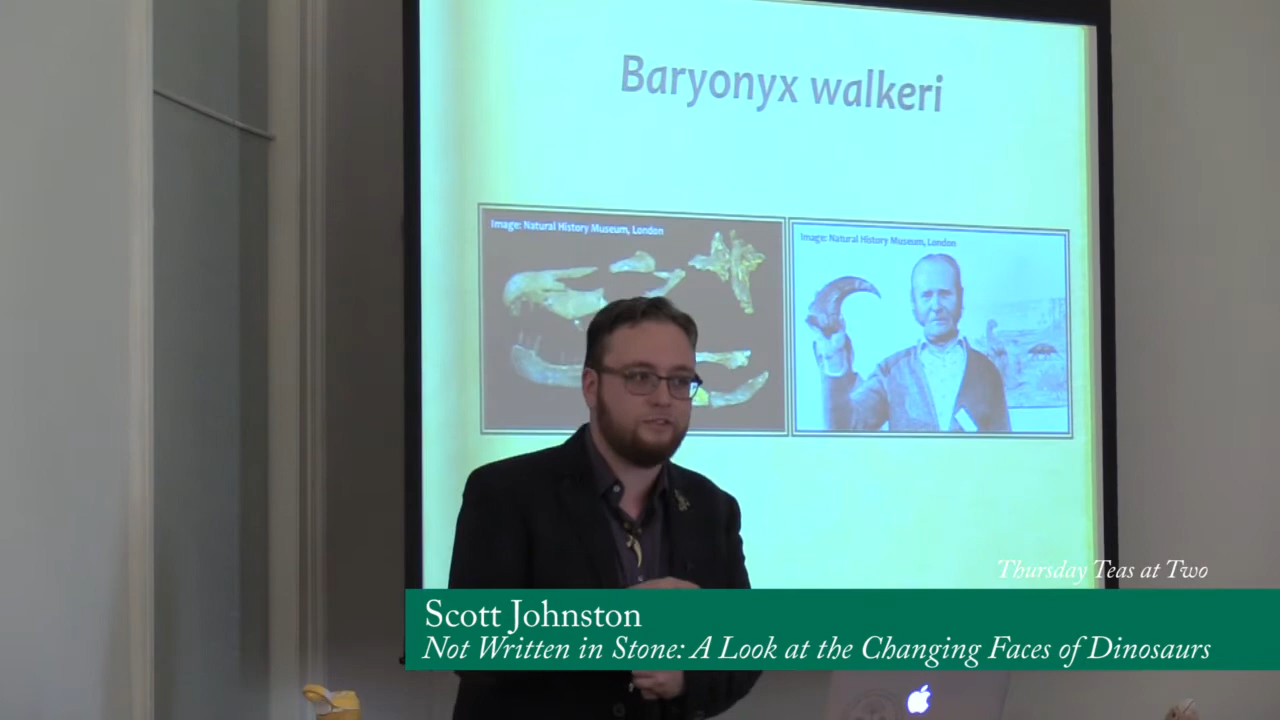 Baryonyx walkeri
Image: Natural History Museum, London
Image: Natural History Museum, London
Thursday Teas at Two
Scott Johnston
Not Written in Stone: A Look at the Changing Faces of Dinosaurs